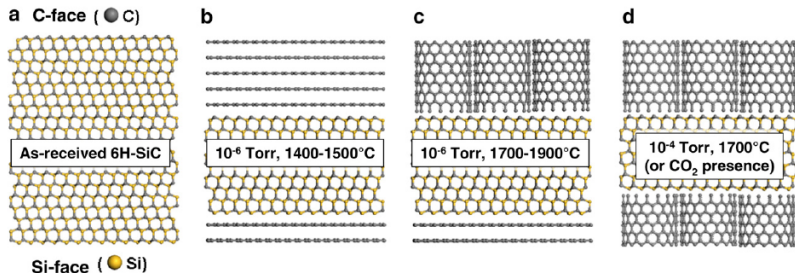 a
C-face ( C)
b
c
d
As-received 6H-SiC
10⁻⁶ Torr, 1400-1500°C
10⁻⁶ Torr, 1700-1900°C
10⁻⁴ Torr, 1700°C
(or CO₂ presence)
Si-face ( Si)